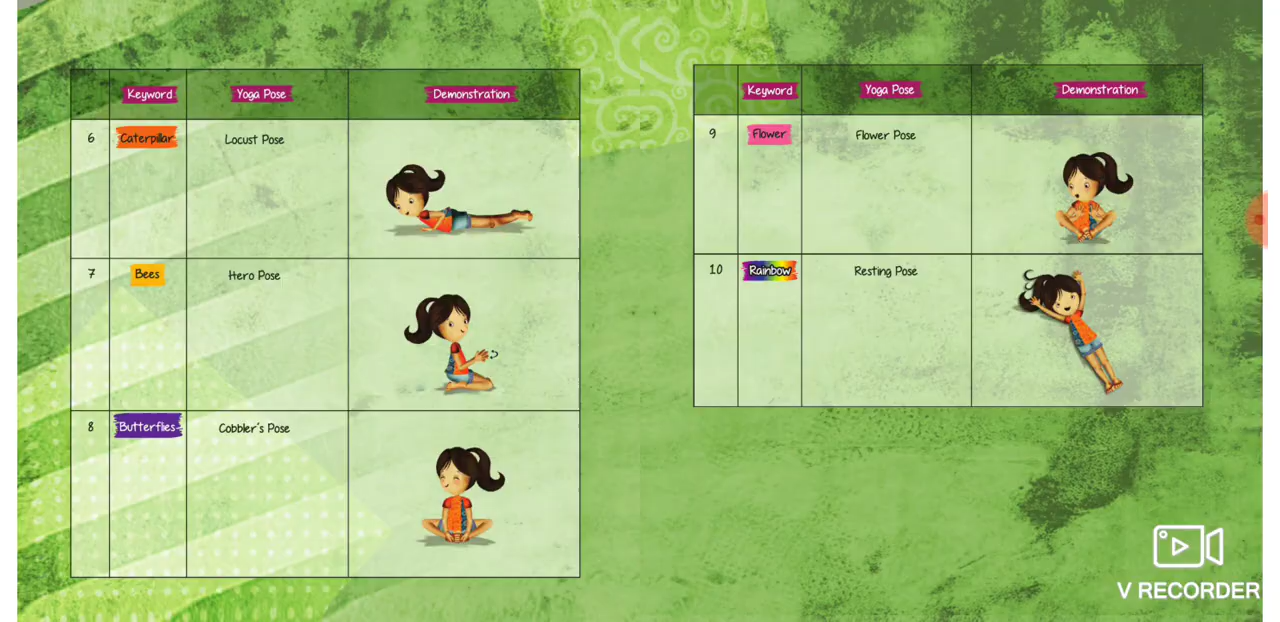 Keyword Yoga Pose Demonstration
6 Caterpillar Locust Pose
7 Bees Hero Pose
8 Butterflies Cobbler's Pose
Keyword Yoga Pose Demonstration
9 Flower Flower Pose
10 Rainbow Resting Pose
V RECORDER